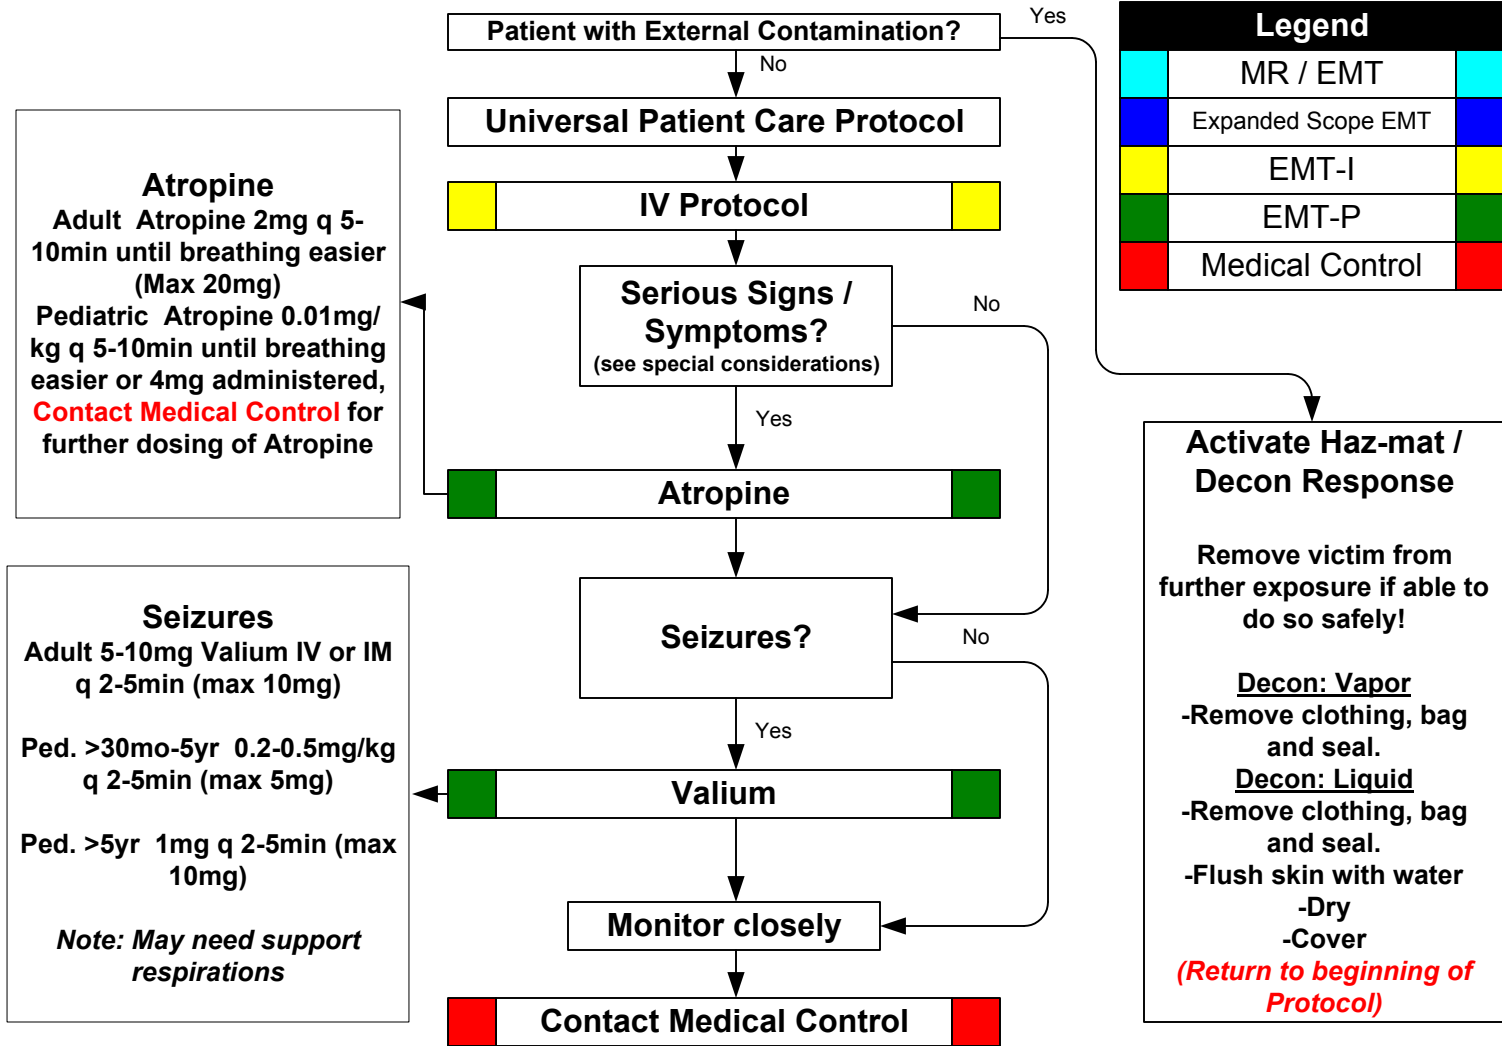 Patient with External Contamination?
Yes
No
Universal Patient Care Protocol
IV Protocol
Serious Signs /
Symptoms?
(see special considerations)
No
Yes
Atropine
Seizures?
No
Yes
Valium
Monitor closely
Contact Medical Control
Atropine
Adult  Atropine 2mg q 5-
10min until breathing easier
(Max 20mg)
Pediatric  Atropine 0.01mg/
kg q 5-10min until breathing
easier or 4mg administered,
Contact Medical Control for
further dosing of Atropine
Seizures
Adult 5-10mg Valium IV or IM
q 2-5min (max 10mg)
Ped. >30mo-5yr  0.2-0.5mg/kg
q 2-5min (max 5mg)
Ped. >5yr  1mg q 2-5min (max
10mg)
Note: May need support
respirations
Legend
MR / EMT
Expanded Scope EMT
EMT-I
EMT-P
Medical Control
Activate Haz-mat /
Decon Response
Remove victim from
further exposure if able to
do so safely!
Decon: Vapor
-Remove clothing, bag
and seal.
Decon: Liquid
-Remove clothing, bag
and seal.
-Flush skin with water
-Dry
-Cover
(Return to beginning of
Protocol)